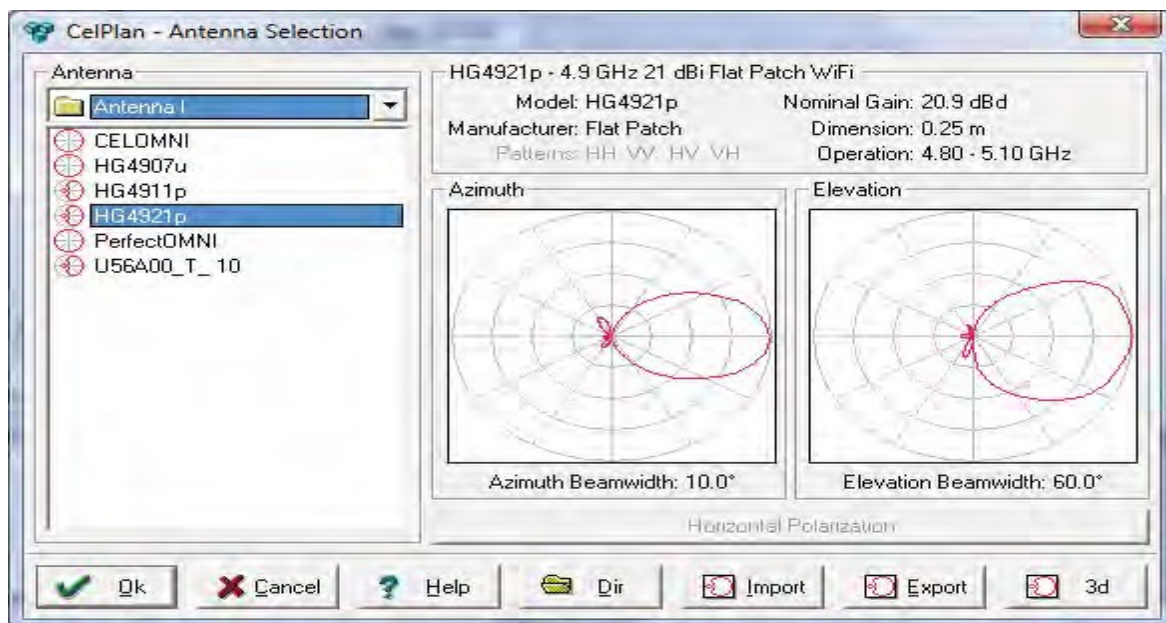 CelPlan - Antenna Selection
Antenna
Antenna I
CELOMNI
HG4907u
HG4911p
HG4921p
PerfectOMNI
U56A00_T_ 10
HG4921p - 4.9 GHz 21 dBi Flat Patch WiFi
Model: HG4921p Nominal Gain: 20.9 dBd
Manufacturer: Flat Patch Dimension: 0.25 m
Patterns: HH VV HV VH Operation: 4.80 - 5.10 GHz
Azimuth
Azimuth Beamwidth: 10.0°
Elevation
Elevation Beamwidth: 60.0°
Horizontal Polarization
Ok Cancel Help Dir Import Export 3d